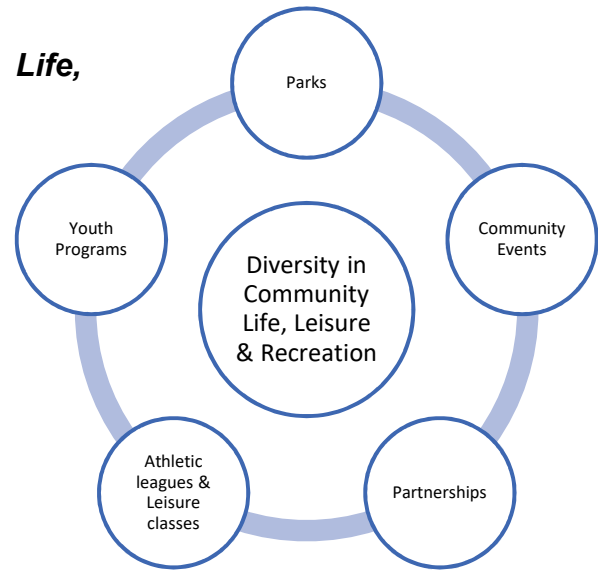 Life,
Parks
Youth
Programs
Community
Events
Diversity in
Community
Life, Leisure
& Recreation
Athletic
leagues &
Leisure
classes
Partnerships